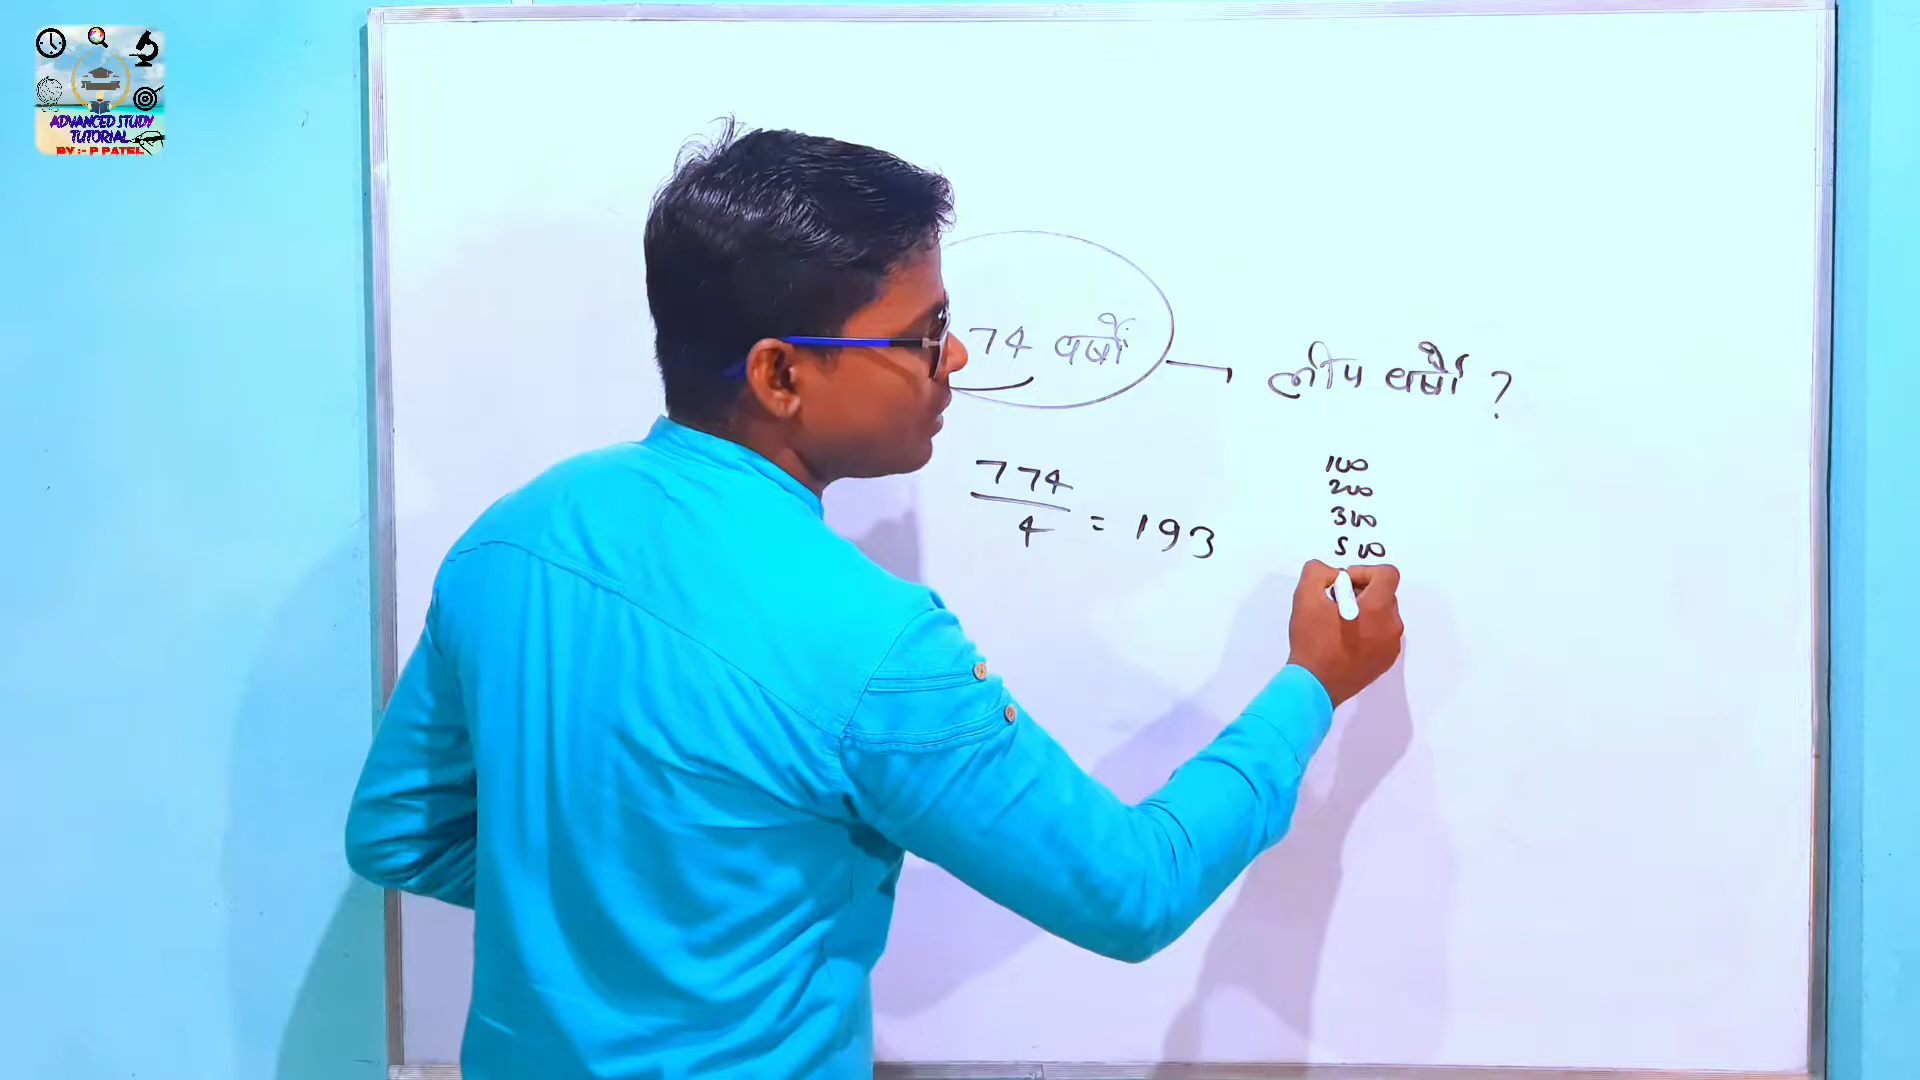 ADVANCED STUDY
TUTORIAL
BY :- P PATEL
74 वर्षों
लीप वर्षों ?
774
4 = 193
100
200
300
500